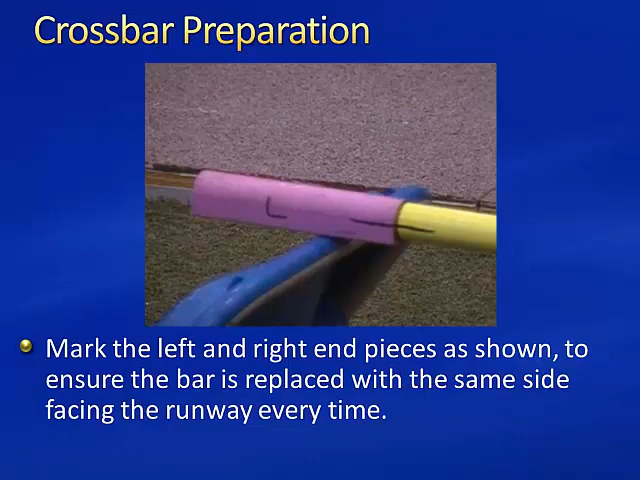 Crossbar Preparation
L
Mark the left and right end pieces as shown, to
ensure the bar is replaced with the same side
facing the runway every time.